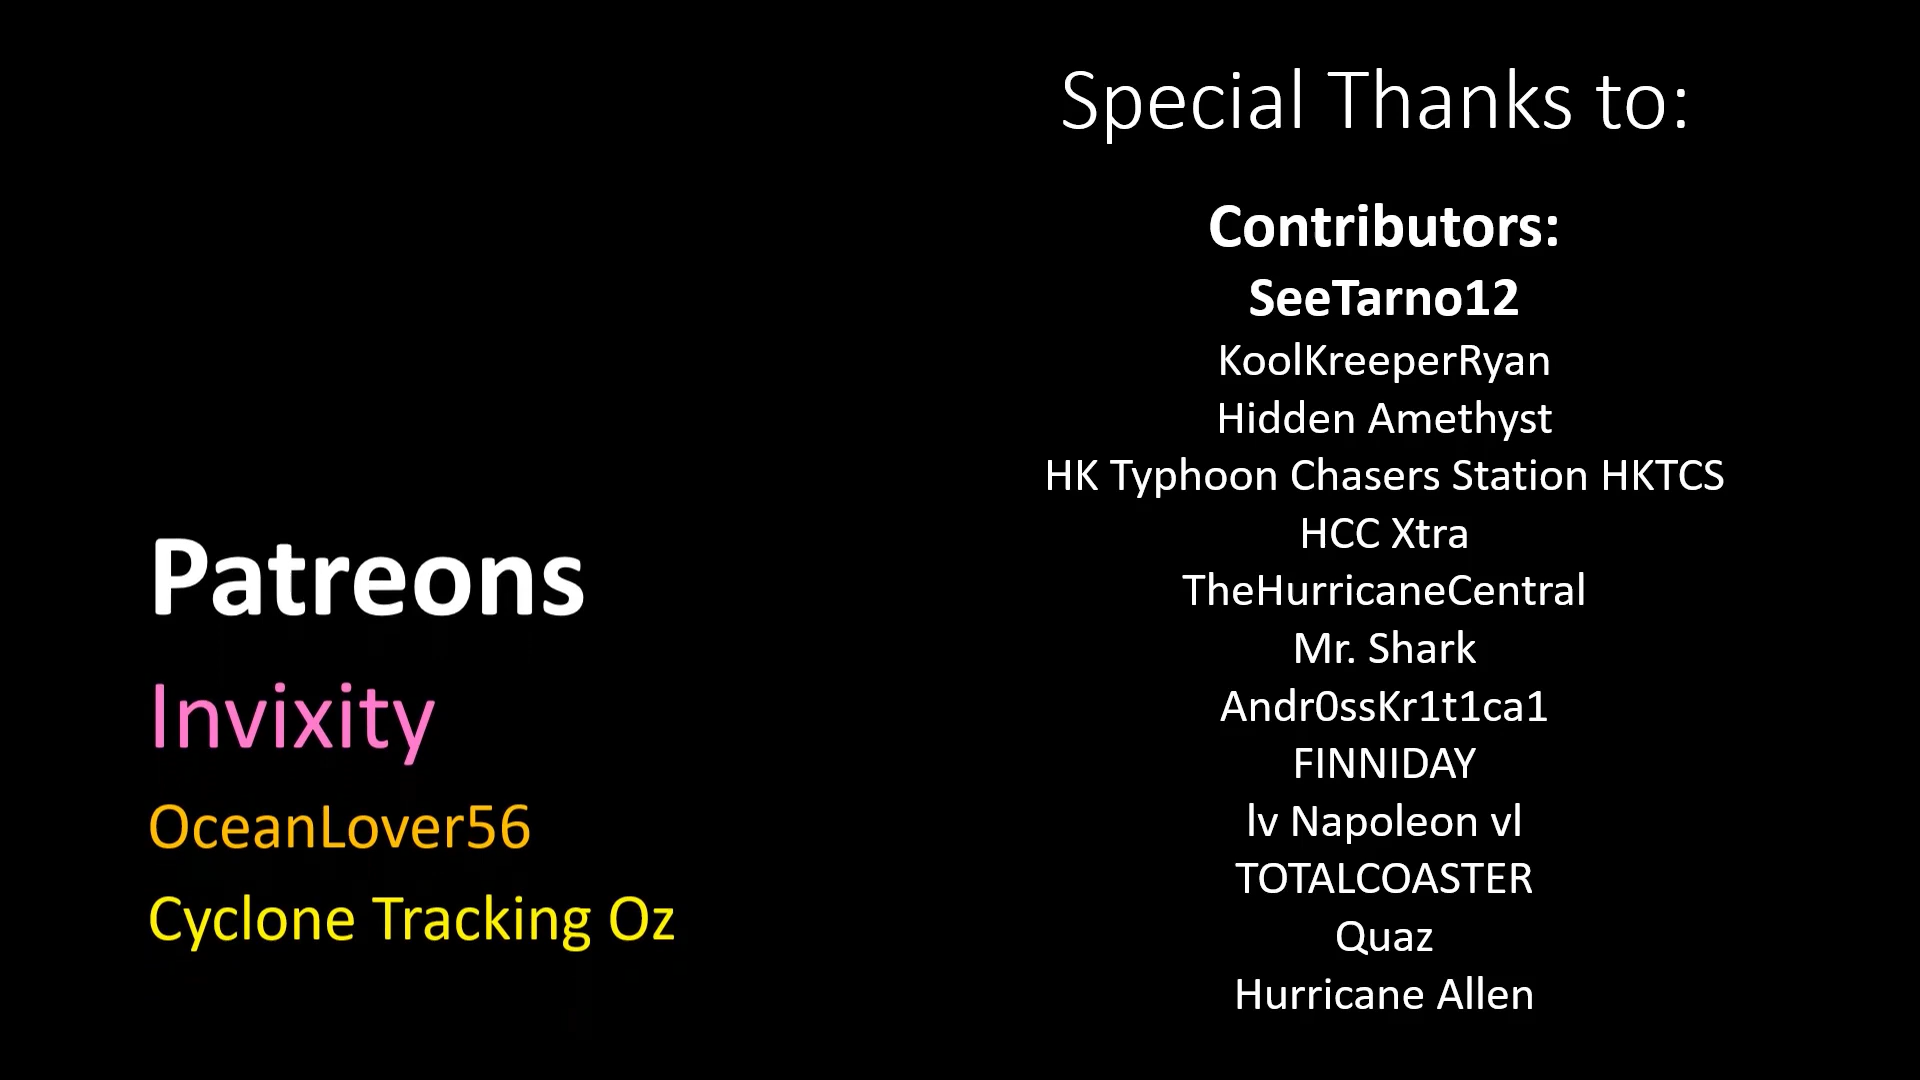 Special Thanks to:
Contributors:
SeeTarno12
KoolKreeperRyan
Hidden Amethyst
HK Typhoon Chasers Station HKTCS
HCC Xtra
TheHurricaneCentral
Mr. Shark
Andr0ssKr1t1ca1
FINNIDAY
lv Napoleon vl
TOTALCOASTER
Quaz
Hurricane Allen
Patreons
Invixity
OceanLover56
Cyclone Tracking Oz